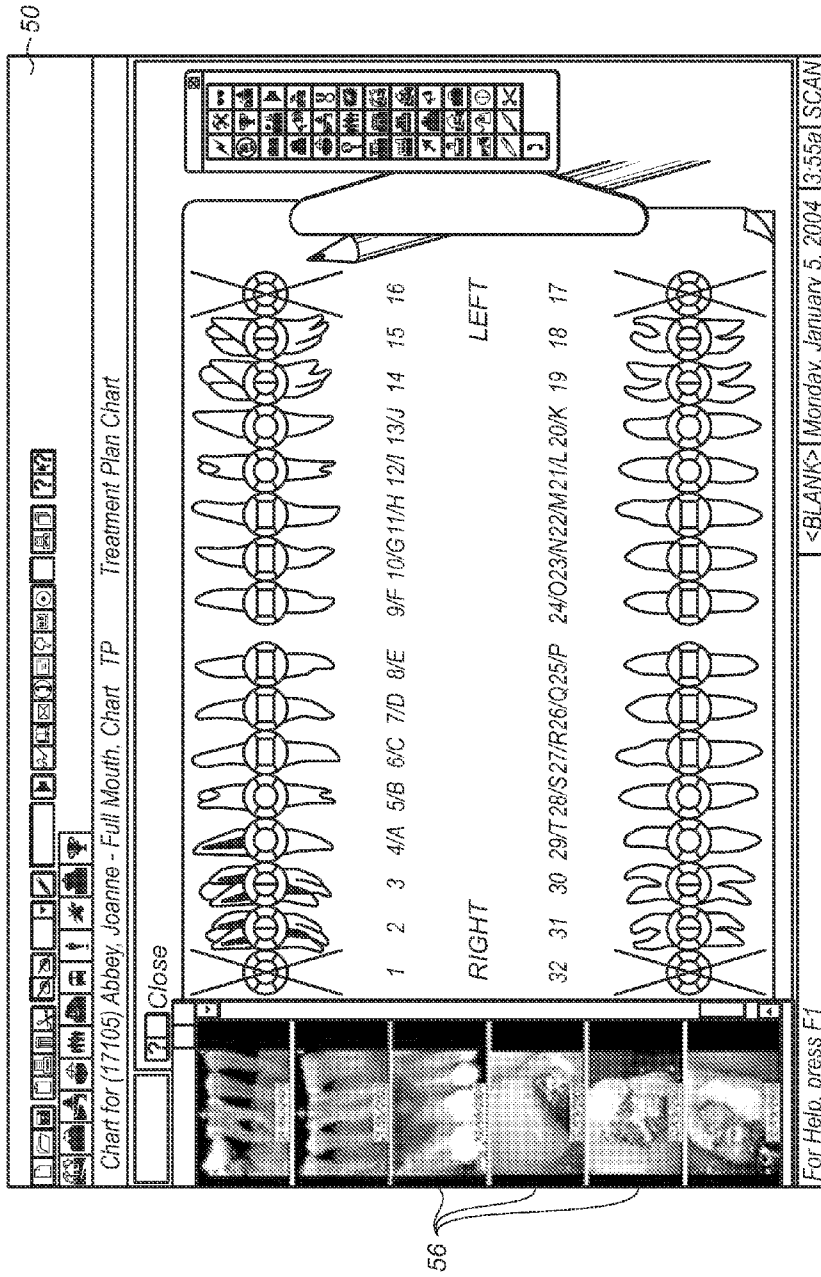 50
Chart for (17105) Abbey, Joanne - Full Mouth, Chart TP Treatment Plan Chart
? ?
[?] Close
1 2 3 4/A 5/B 6/C 7/D 8/E 9/F 10/G 11/H 12/I 13/J 14 15 16
RIGHT LEFT
32 31 30 29/T 28/S 27/R 26/Q 25/P 24/O 23/N 22/M 21/L 20/K 19 18 17
56
For Help, press F1 <BLANK> Monday, January 5, 2004 3:55a SCAN